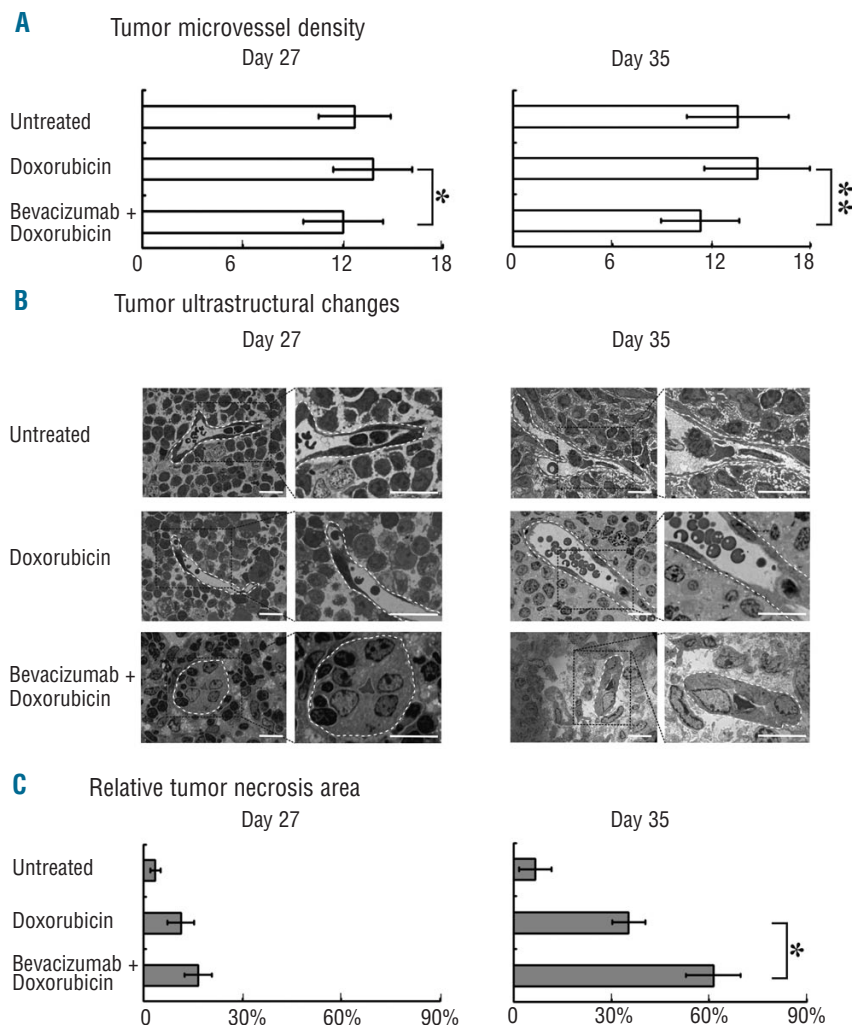 A Tumor microvessel density
Day 27 Day 35
Untreated
Doxorubicin
*
**
Bevacizumab +
Doxorubicin
0 6 12 18 0 6 12 18
B Tumor ultrastructural changes
Day 27 Day 35
Untreated
Doxorubicin
Bevacizumab +
Doxorubicin
C Relative tumor necrosis area
Day 27 Day 35
Untreated
Doxorubicin
*
Bevacizumab +
Doxorubicin
0 30% 60% 90% 0 30% 60% 90%